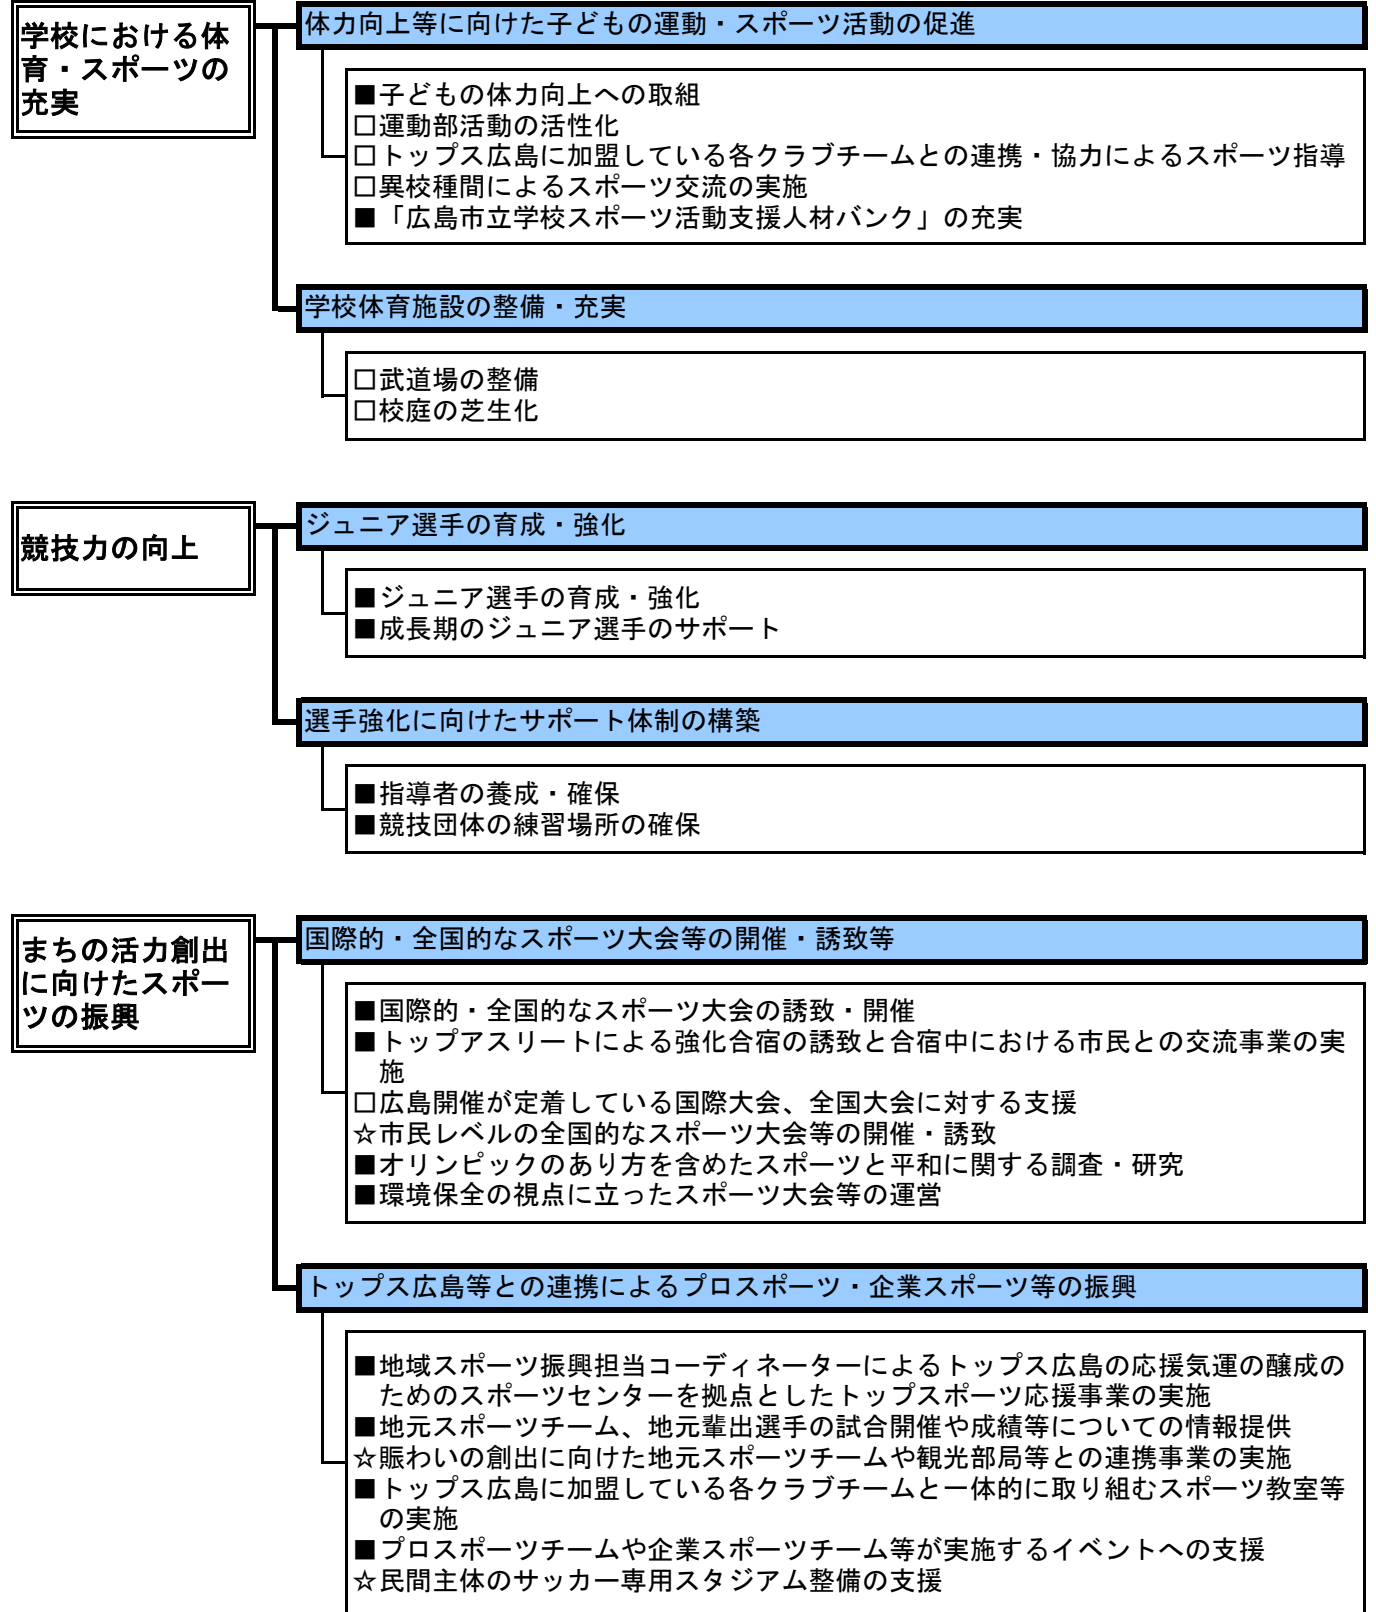 学校における体
育・スポーツの
充実
体力向上等に向けた子どもの運動・スポーツ活動の促進
■子どもの体力向上への取組
□運動部活動の活性化
□トップス広島に加盟している各クラブチームとの連携・協力によるスポーツ指導
□異校種間によるスポーツ交流の実施
■「広島市立学校スポーツ活動支援人材バンク」の充実
学校体育施設の整備・充実
□武道場の整備
□校庭の芝生化
競技力の向上
ジュニア選手の育成・強化
■ジュニア選手の育成・強化
■成長期のジュニア選手のサポート
選手強化に向けたサポート体制の構築
■指導者の養成・確保
■競技団体の練習場所の確保
まちの活力創出
に向けたスポー
ツの振興
国際的・全国的なスポーツ大会等の開催・誘致等
■国際的・全国的なスポーツ大会の誘致・開催
■トップアスリートによる強化合宿の誘致と合宿中における市民との交流事業の実
施
□広島開催が定着している国際大会、全国大会に対する支援
☆市民レベルの全国的なスポーツ大会等の開催・誘致
■オリンピックのあり方を含めたスポーツと平和に関する調査・研究
■環境保全の視点に立ったスポーツ大会等の運営
トップス広島等との連携によるプロスポーツ・企業スポーツ等の振興
■地域スポーツ振興担当コーディネーターによるトップス広島の応援気運の醸成の
ためのスポーツセンターを拠点としたトップスポーツ応援事業の実施
■地元スポーツチーム、地元輩出選手の試合開催や成績等についての情報提供
☆賑わいの創出に向けた地元スポーツチームや観光部局等との連携事業の実施
■トップス広島に加盟している各クラブチームと一体的に取り組むスポーツ教室等
の実施
■プロスポーツチームや企業スポーツチーム等が実施するイベントへの支援
☆民間主体のサッカー専用スタジアム整備の支援